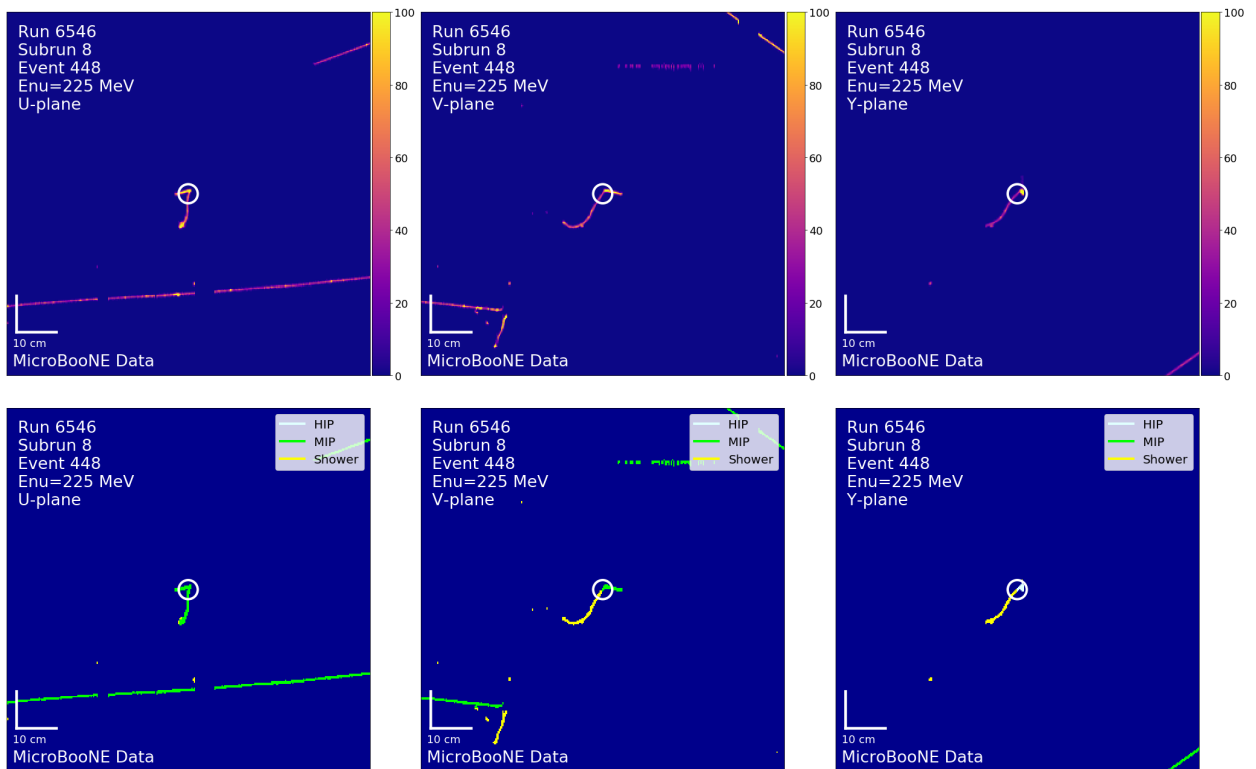 Run 6546
Subrun 8
Event 448
Enu=225 MeV
U-plane
10 cm
MicroBooNE Data
100
80
60
40
20
0
Run 6546
Subrun 8
Event 448
Enu=225 MeV
V-plane
10 cm
MicroBooNE Data
100
80
60
40
20
0
Run 6546
Subrun 8
Event 448
Enu=225 MeV
Y-plane
10 cm
MicroBooNE Data
100
80
60
40
20
0
Run 6546
Subrun 8
Event 448
Enu=225 MeV
U-plane
HIP
MIP
Shower
10 cm
MicroBooNE Data
Run 6546
Subrun 8
Event 448
Enu=225 MeV
V-plane
HIP
MIP
Shower
10 cm
MicroBooNE Data
Run 6546
Subrun 8
Event 448
Enu=225 MeV
Y-plane
HIP
MIP
Shower
10 cm
MicroBooNE Data